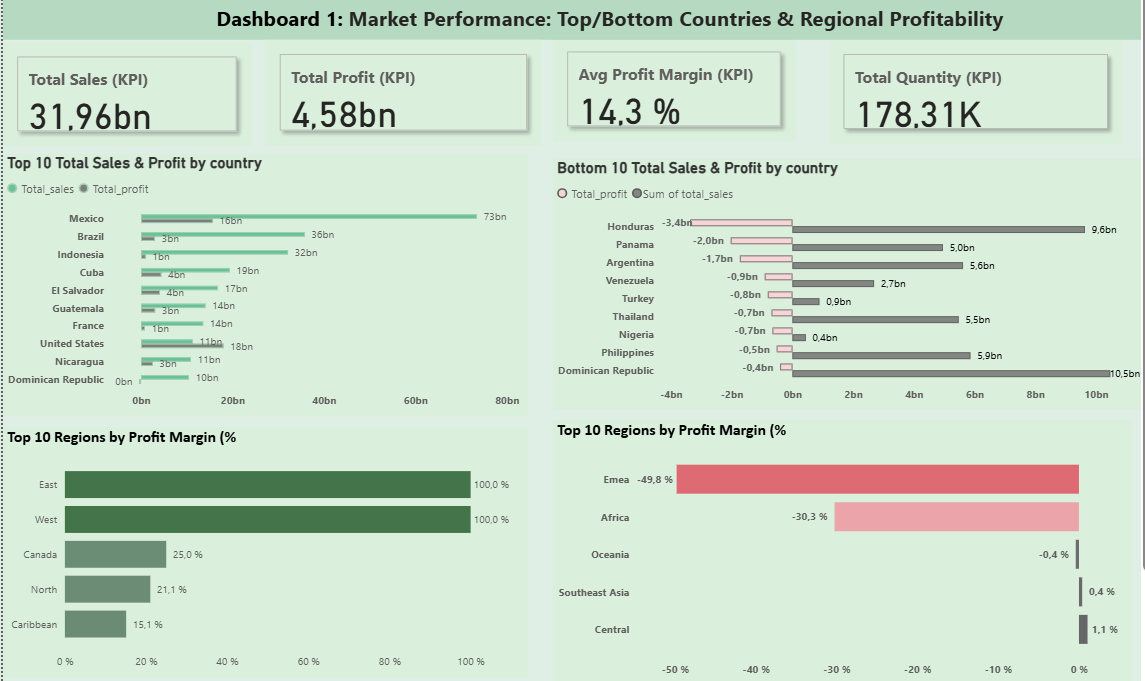 Dashboard 1: Market Performance: Top/Bottom Countries & Regional Profitability
Total Sales (KPI)
31,96bn
Total Profit (KPI)
4,58bn
Avg Profit Margin (KPI)
14,3 %
Total Quantity (KPI)
178,31K
Top 10 Total Sales & Profit by country
Total_sales Total_profit
Mexico 73bn 16bn
Brazil 36bn 3bn
Indonesia 32bn 1bn
Cuba 19bn 4bn
El Salvador 17bn 4bn
Guatemala 14bn 3bn
France 14bn 1bn
United States 11bn 18bn
Nicaragua 11bn 3bn
Dominican Republic 0bn 10bn
0bn 20bn 40bn 60bn 80bn
Bottom 10 Total Sales & Profit by country
Total_profit Sum of total_sales
Honduras -3,4bn 9,6bn
Panama -2,0bn 5,0bn
Argentina -1,7bn 5,6bn
Venezuela -0,9bn 2,7bn
Turkey -0,8bn 0,9bn
Thailand -0,7bn 5,5bn
Nigeria -0,7bn 0,4bn
Philippines -0,5bn 5,9bn
Dominican Republic -0,4bn 10,5bn
-4bn -2bn 0bn 2bn 4bn 6bn 8bn 10bn
Top 10 Regions by Profit Margin (%
East 100,0 %
West 100,0 %
Canada 25,0 %
North 21,1 %
Caribbean 15,1 %
0 % 20 % 40 % 60 % 80 % 100 %
Top 10 Regions by Profit Margin (%
Emea -49,8 %
Africa -30,3 %
Oceania -0,4 %
Southeast Asia 0,4 %
Central 1,1 %
-50 % -40 % -30 % -20 % -10 % 0 %